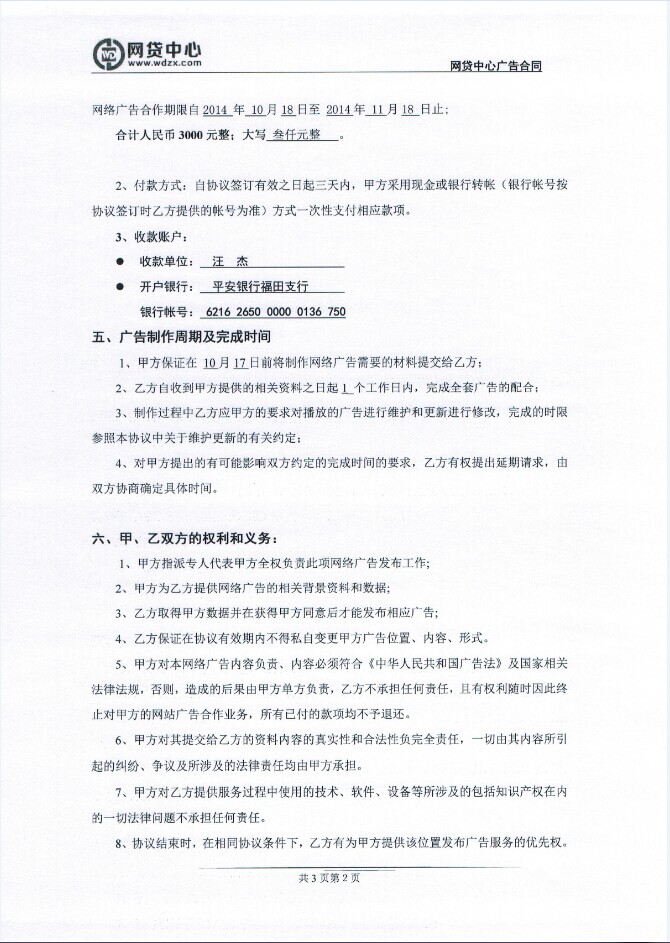 网贷中心
www.wdzx.com
网贷中心广告合同
网络广告合作期限自 2014 年 10 月 18 日至 2014 年 11 月 18 日止;
合计人民币 3000 元整；大写 叁仟元整 。
2、付款方式：自协议签订有效之日起三天内，甲方采用现金或银行转帐（银行帐号按
协议签订时乙方提供的帐号为准）方式一次性支付相应款项。
3、收款账户：
● 收款单位： 汪 杰
● 开户银行： 平安银行福田支行
银行帐号： 6216 2650 0000 0136 750
五、广告制作周期及完成时间
1、甲方保证在 10 月 17 日前将制作网络广告需要的材料提交给乙方；
2、乙方自收到甲方提供的相关资料之日起 1 个工作日内，完成全套广告的配合；
3、制作过程中乙方应甲方的要求对播放的广告进行维护和更新进行修改，完成的时限
参照本协议中关于维护更新的有关约定；
4、对甲方提出的有可能影响双方约定的完成时间的要求，乙方有权提出延期请求，由
双方协商确定具体时间。
六、甲、乙双方的权利和义务：
1、甲方指派专人代表甲方全权负责此项网络广告发布工作;
2、甲方为乙方提供网络广告的相关背景资料和数据;
3、乙方取得甲方数据并在获得甲方同意后才能发布相应广告;
4、乙方保证在协议有效期内不得私自变更甲方广告位置、内容、形式。
5、甲方对本网络广告内容负责、内容必须符合《中华人民共和国广告法》及国家相关
法律法规，否则，造成的后果由甲方单方负责，乙方不承担任何责任，且有权利随时因此终
止对甲方的网站广告合作业务，所有已付的款项均不予退还。
6、甲方对其提交给乙方的资料内容的真实性和合法性负完全责任，一切由其内容所引
起的纠纷、争议及所涉及的法律责任均由甲方承担。
7、甲方对乙方提供服务过程中使用的技术、软件、设备等所涉及的包括知识产权在内
的一切法律问题不承担任何责任。
8、协议结束时，在相同协议条件下，乙方有为甲方提供该位置发布广告服务的优先权。
共 3 页第 2 页